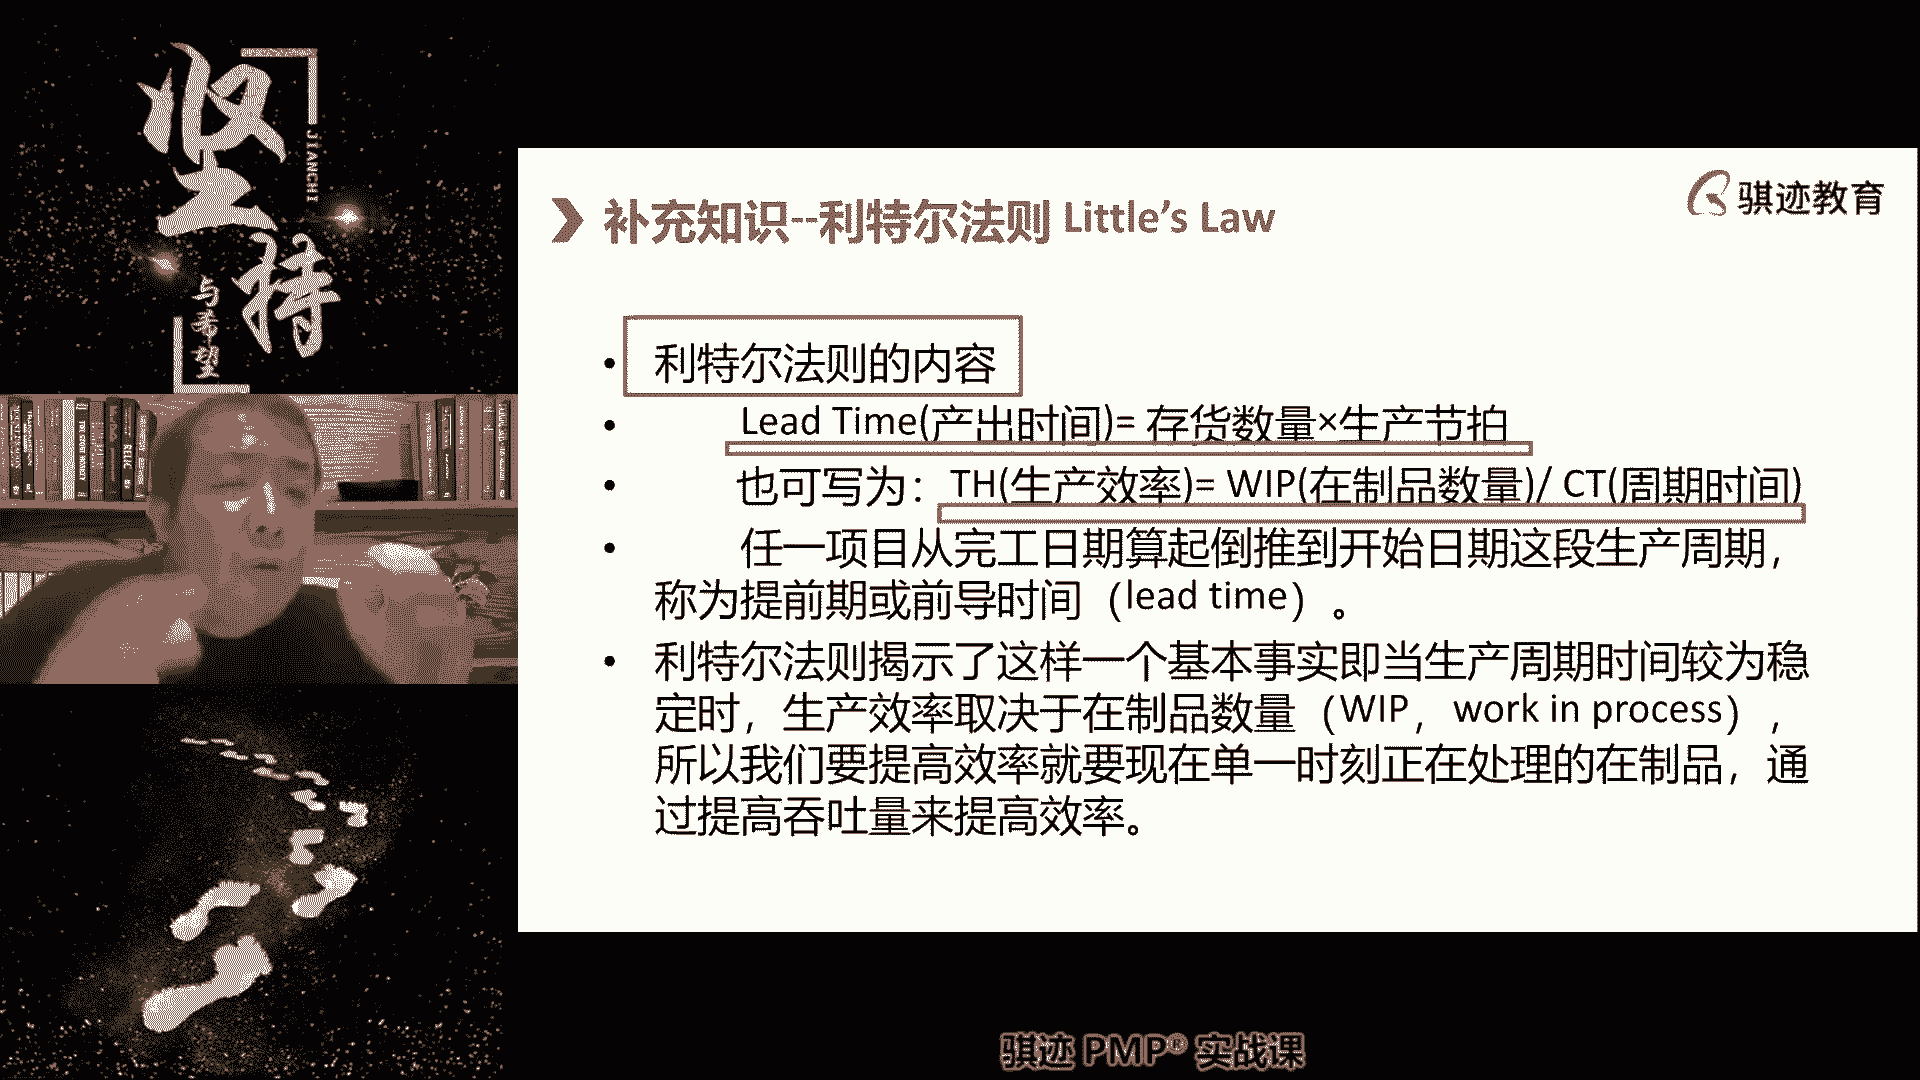 坚持
JIANCHI
与希望
骐迹教育
补充知识--利特尔法则 Little's Law
• 利特尔法则的内容
• Lead Time(产出时间)= 存货数量×生产节拍
• 也可写为：TH(生产效率)= WIP(在制品数量)/ CT(周期时间)
• 任一项目从完工日期算起倒推到开始日期这段生产周期，
称为提前期或前导时间（lead time）。
• 利特尔法则揭示了这样一个基本事实即当生产周期时间较为稳
定时，生产效率取决于在制品数量（WIP，work in process），
所以我们要提高效率就要现在单一时刻正在处理的在制品，通
过提高吞吐量来提高效率。
骐迹 PMP® 实战课